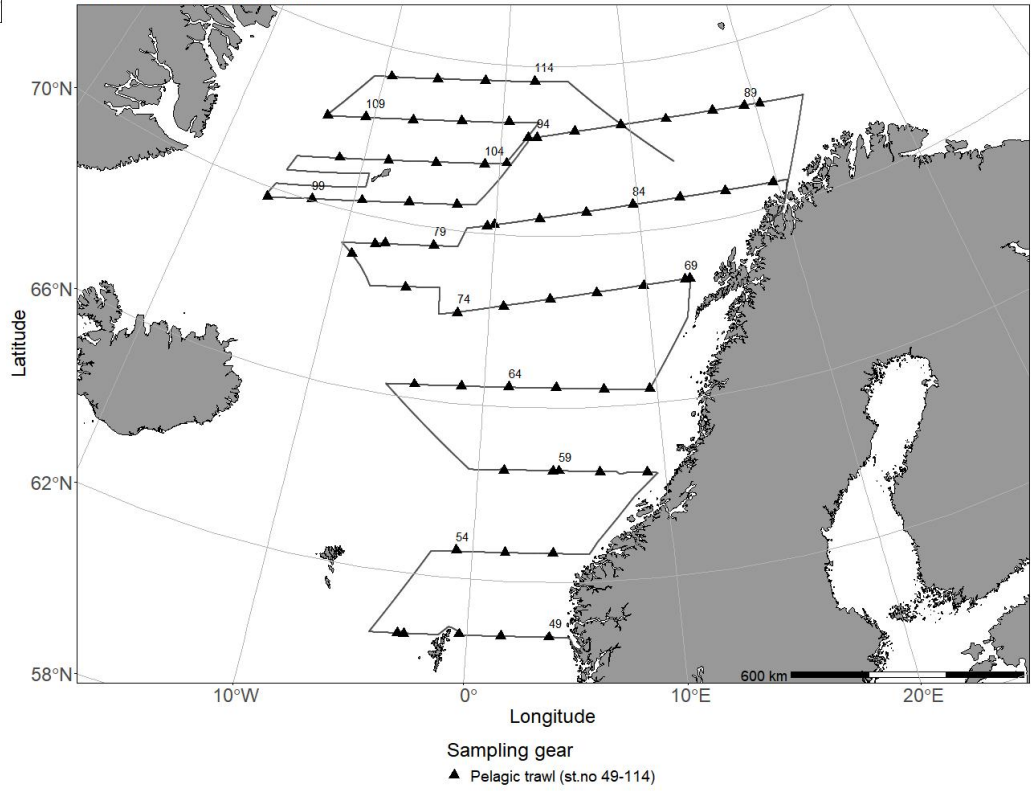 114
70°N
89
109
94
104
99
84
79
69
66°N
74
64
59
62°N
54
49
58°N
600 km
10°W
0°
10°E
20°E
Latitude
Longitude
Sampling gear
Pelagic trawl (st.no 49-114)